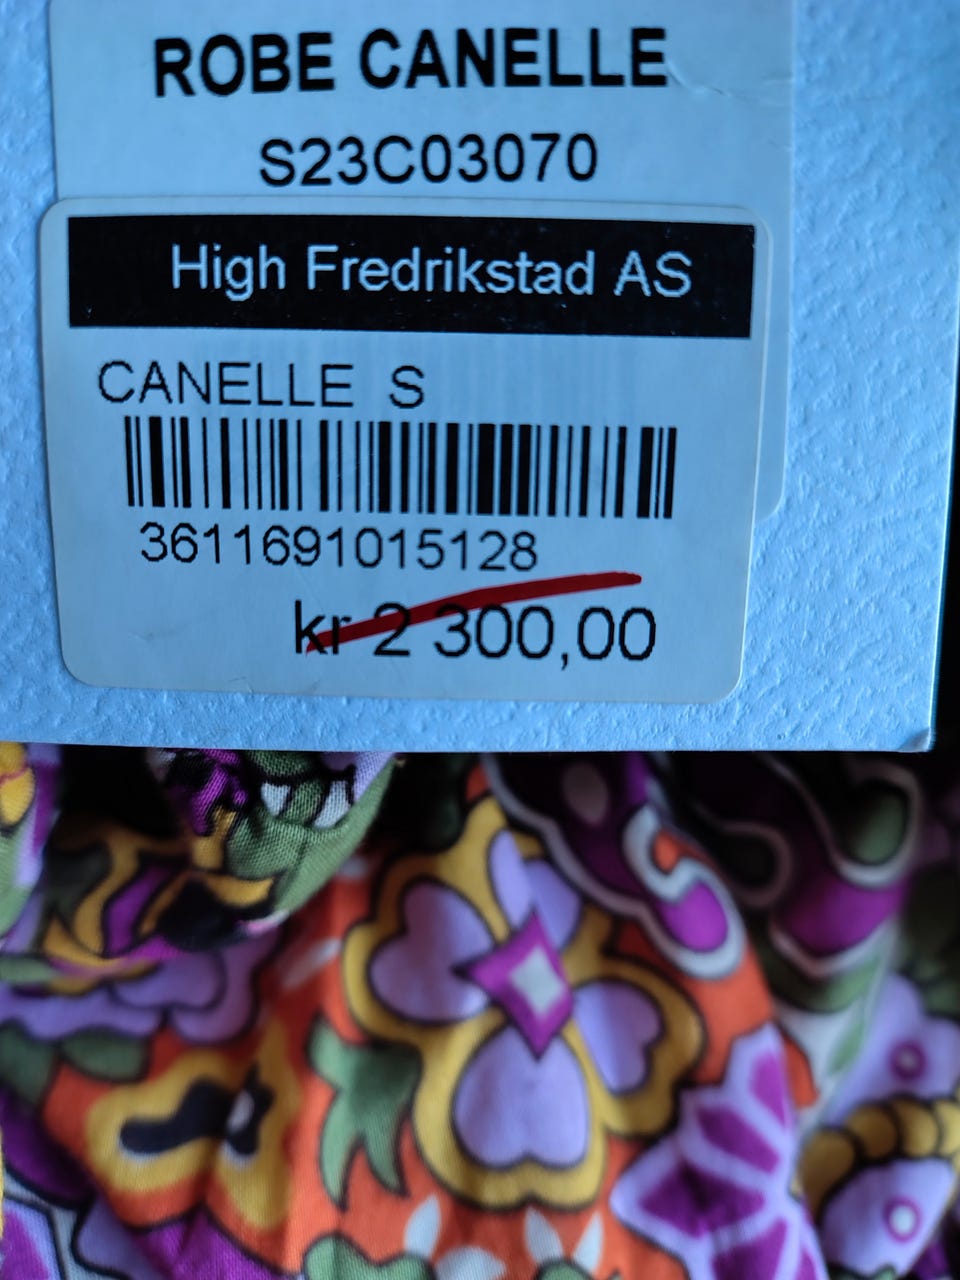 ROBE CANELLE
S23C03070
High Fredrikstad AS
CANELLE S
3611691015128
kr 2 300,00